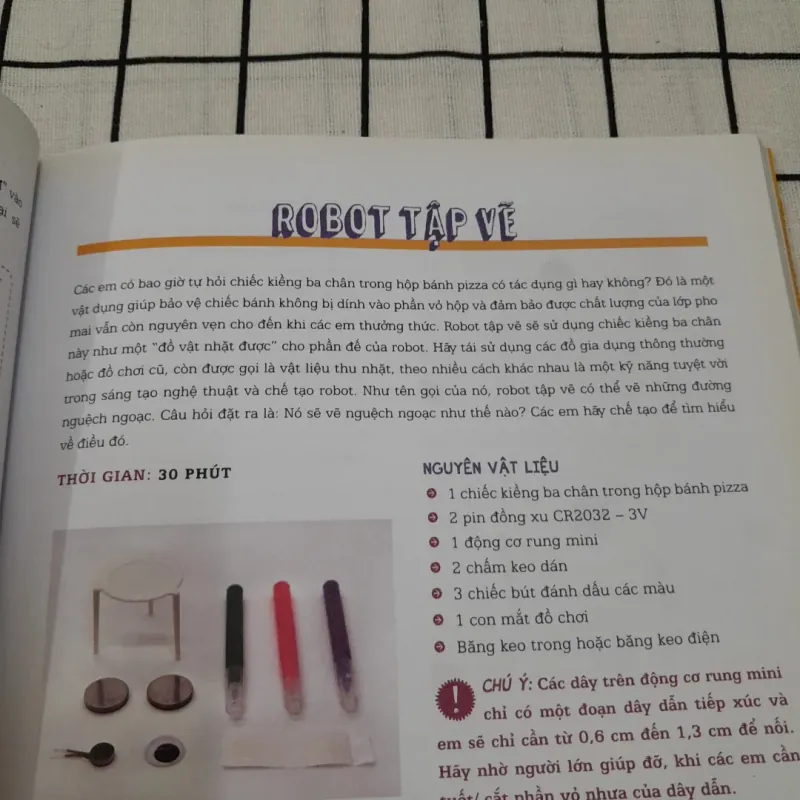 vào
ại sẽ
ROBOT TẬP VẼ
Các em có bao giờ tự hỏi chiếc kiềng ba chân trong hộp bánh pizza có tác dụng gì hay không? Đó là một
vật dụng giúp bảo vệ chiếc bánh không bị dính vào phần vỏ hộp và đảm bảo được chất lượng của lớp pho
mai vẫn còn nguyên vẹn cho đến khi các em thưởng thức. Robot tập vẽ sẽ sử dụng chiếc kiềng ba chân
này như một "đồ vật nhặt được" cho phần đế của robot. Hãy tái sử dụng các đồ gia dụng thông thường
hoặc đồ chơi cũ, còn được gọi là vật liệu thu nhặt, theo nhiều cách khác nhau là một kỹ năng tuyệt vời
trong sáng tạo nghệ thuật và chế tạo robot. Như tên gọi của nó, robot tập vẽ có thể vẽ những đường
nguệch ngoạc. Câu hỏi đặt ra là: Nó sẽ vẽ nguệch ngoạc như thế nào? Các em hãy chế tạo để tìm hiểu
về điều đó.
THỜI GIAN: 30 PHÚT
NGUYÊN VẬT LIỆU
1 chiếc kiềng ba chân trong hộp bánh pizza
2 pin đồng xu CR2032 – 3V
1 động cơ rung mini
2 chấm keo dán
3 chiếc bút đánh dấu các màu
1 con mắt đồ chơi
Băng keo trong hoặc băng keo điện
CHÚ Ý: Các dây trên động cơ rung mini
chỉ có một đoạn dây dẫn tiếp xúc và
em sẽ chỉ cần từ 0,6 cm đến 1,3 cm để nối.
Hãy nhờ người lớn giúp đỡ, khi các em cần
tuốt/ cắt phần vỏ nhựa của dây dẫn.